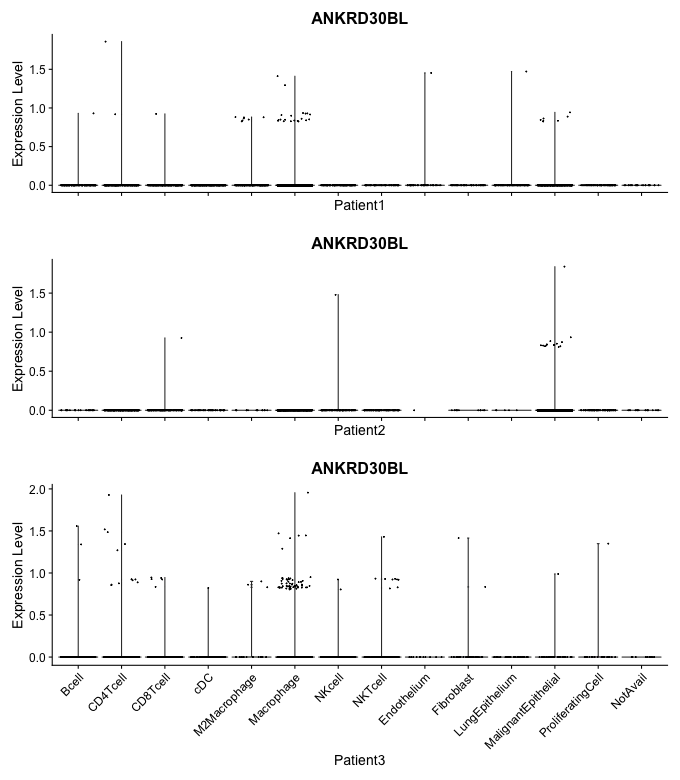 ANKRD30BL
Expression Level
1.5
1.0
0.5
0.0
Patient1
ANKRD30BL
Expression Level
1.5
1.0
0.5
0.0
Patient2
ANKRD30BL
Expression Level
2.0
1.5
1.0
0.5
0.0
Bcell
CD4Tcell
CD8Tcell
cDC
M2Macrophage
Macrophage
NKcell
NKTcell
Endothelium
Fibroblast
LungEpithelium
MalignantEpithelial
ProliferatingCell
NotAvail
Patient3